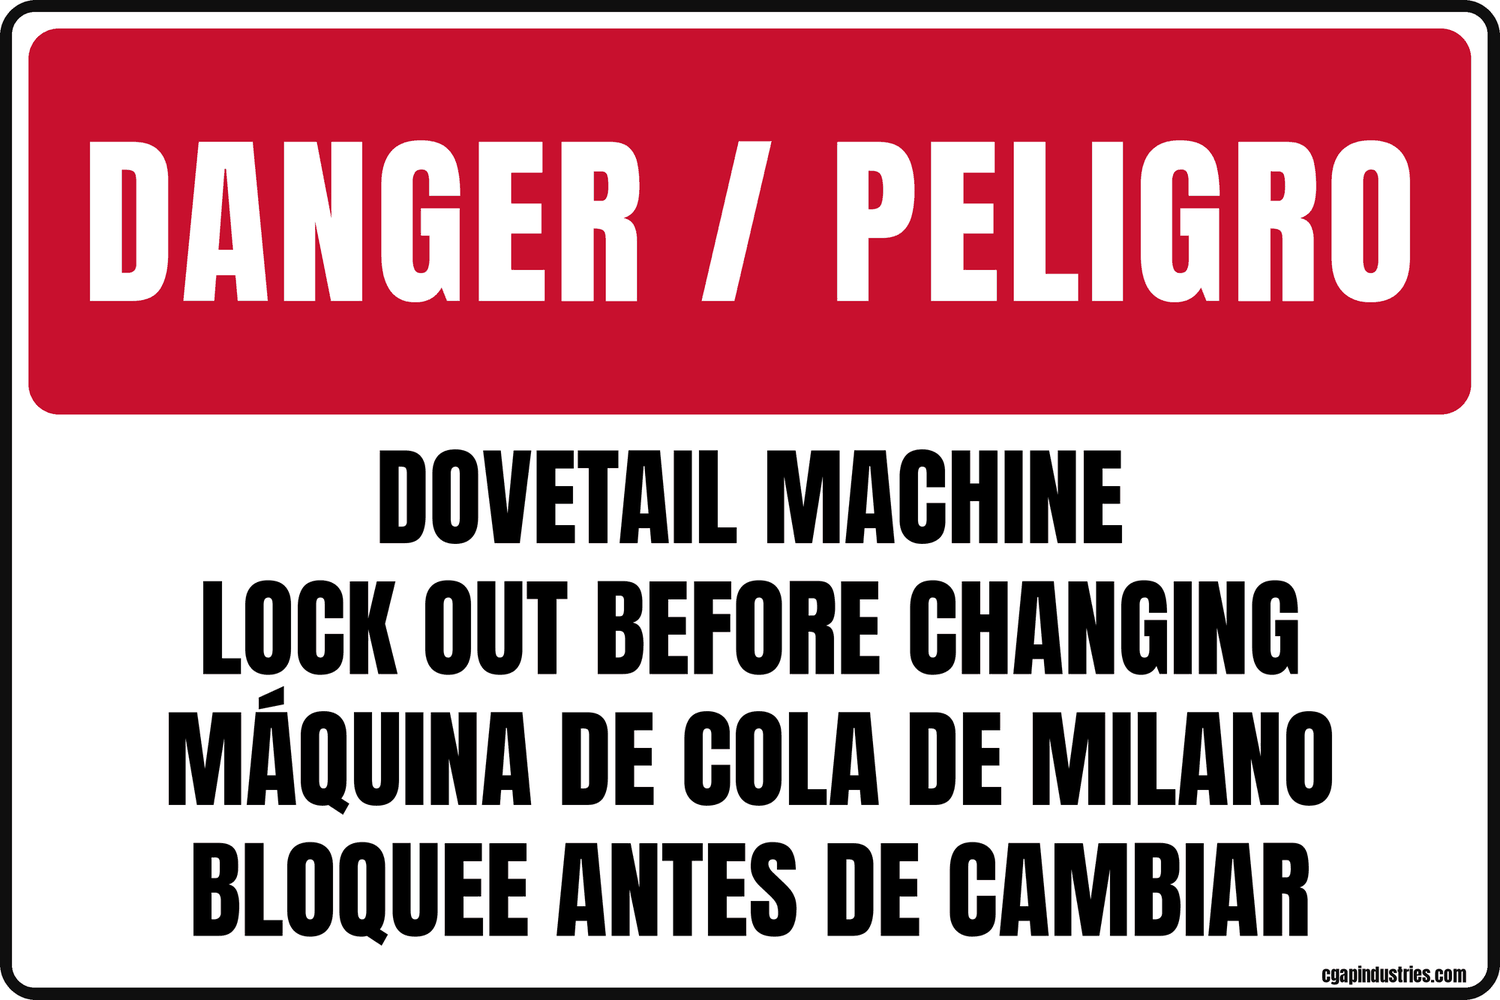 DANGER / PELIGRO
DOVETAIL MACHINE
LOCK OUT BEFORE CHANGING
MÁQUINA DE COLA DE MILANO
BLOQUEE ANTES DE CAMBIAR
cgapindustries.com